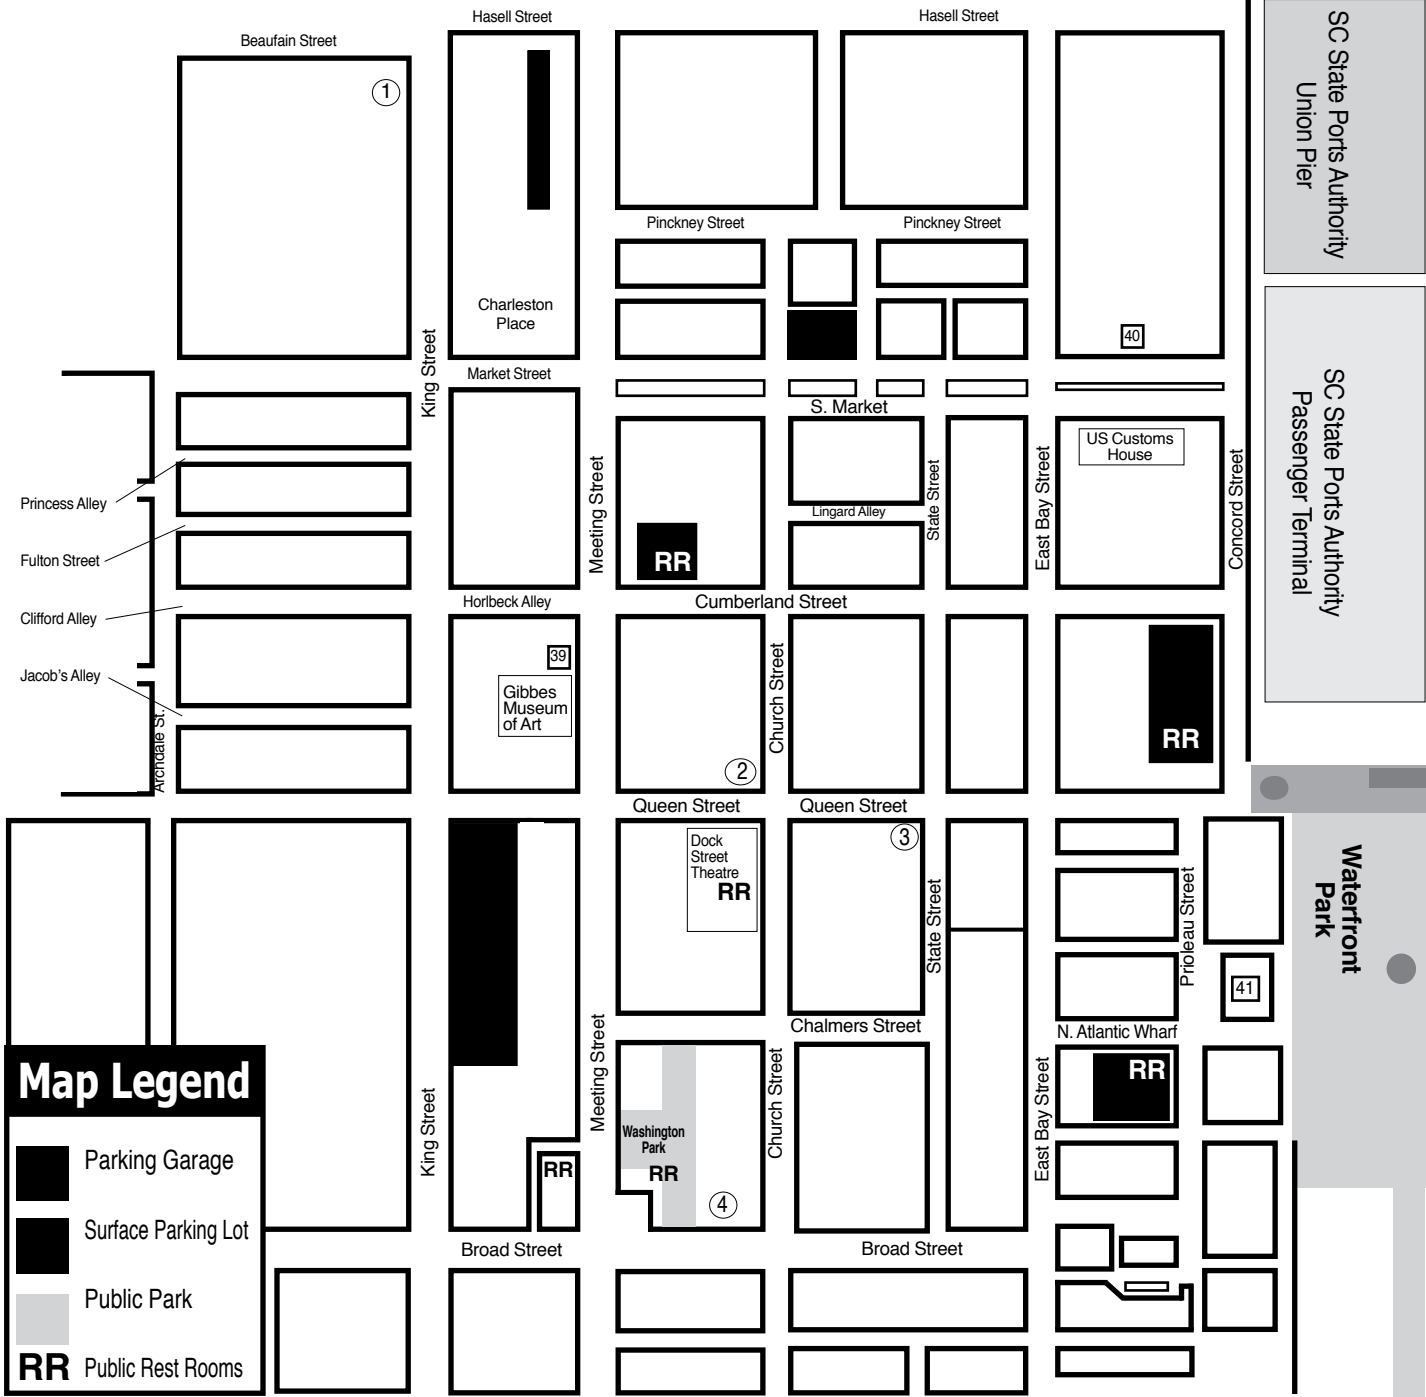 Hasell Street
Hasell Street
Beaufain Street
1
SC State Ports Authority
Union Pier
Pinckney Street
Pinckney Street
Charleston
Place
40
King Street
Market Street
S. Market
SC State Ports Authority
Passenger Terminal
US Customs
House
Princess Alley
Meeting Street
State Street
East Bay Street
Concord Street
Lingard Alley
RR
Fulton Street
Horlbeck Alley
Cumberland Street
Clifford Alley
39
Jacob's Alley
Gibbes
Museum
of Art
Church Street
RR
Archdale St.
2
Queen Street
Queen Street
3
Dock
Street
Theatre
RR
State Street
Prioleau Street
Waterfront
Park
41
Chalmers Street
N. Atlantic Wharf
Meeting Street
Church Street
East Bay Street
RR
Map Legend
King Street
Washington
Park
RR
RR
4
Parking Garage
Surface Parking Lot
Broad Street
Broad Street
Public Park
RR Public Rest Rooms